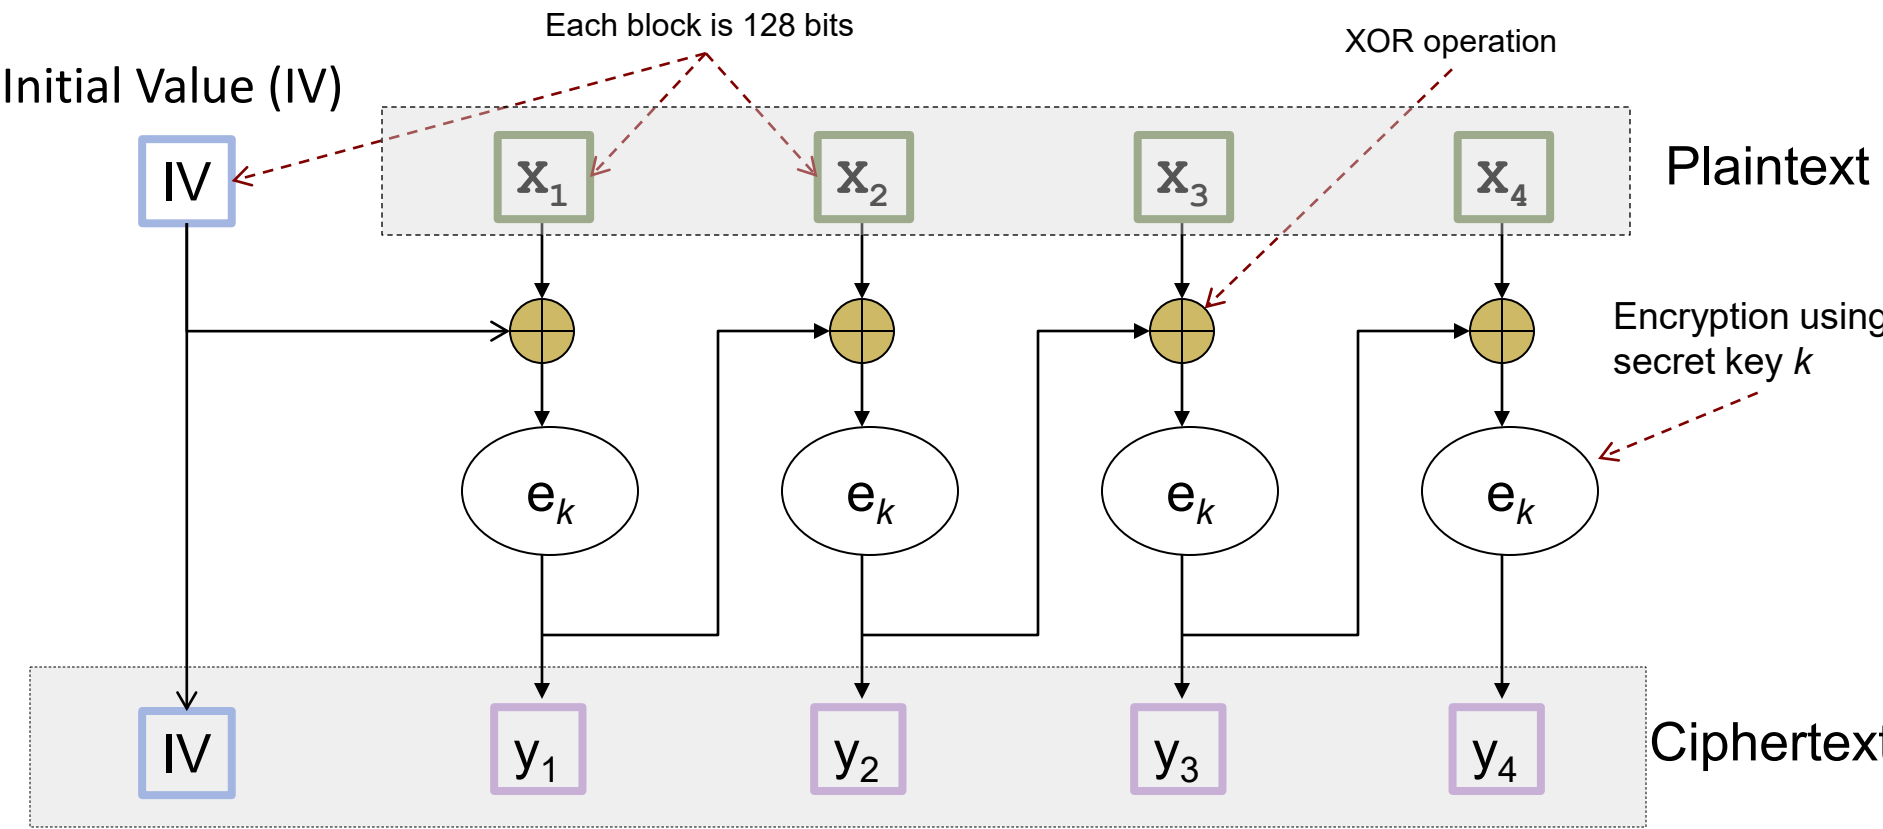 Each block is 128 bits
XOR operation
Initial Value (IV)
IV
x1
x2
x3
x4
Plaintext
Encryption using
secret key k
ek
ek
ek
ek
IV
y1
y2
y3
y4
Ciphertext